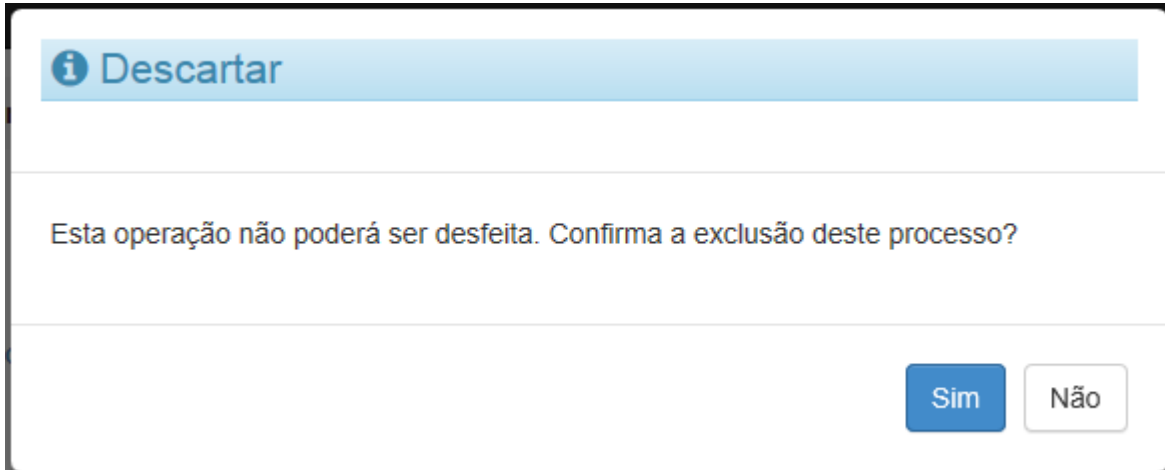 Descartar
Esta operação não poderá ser desfeita. Confirma a exclusão deste processo?
Sim
Não